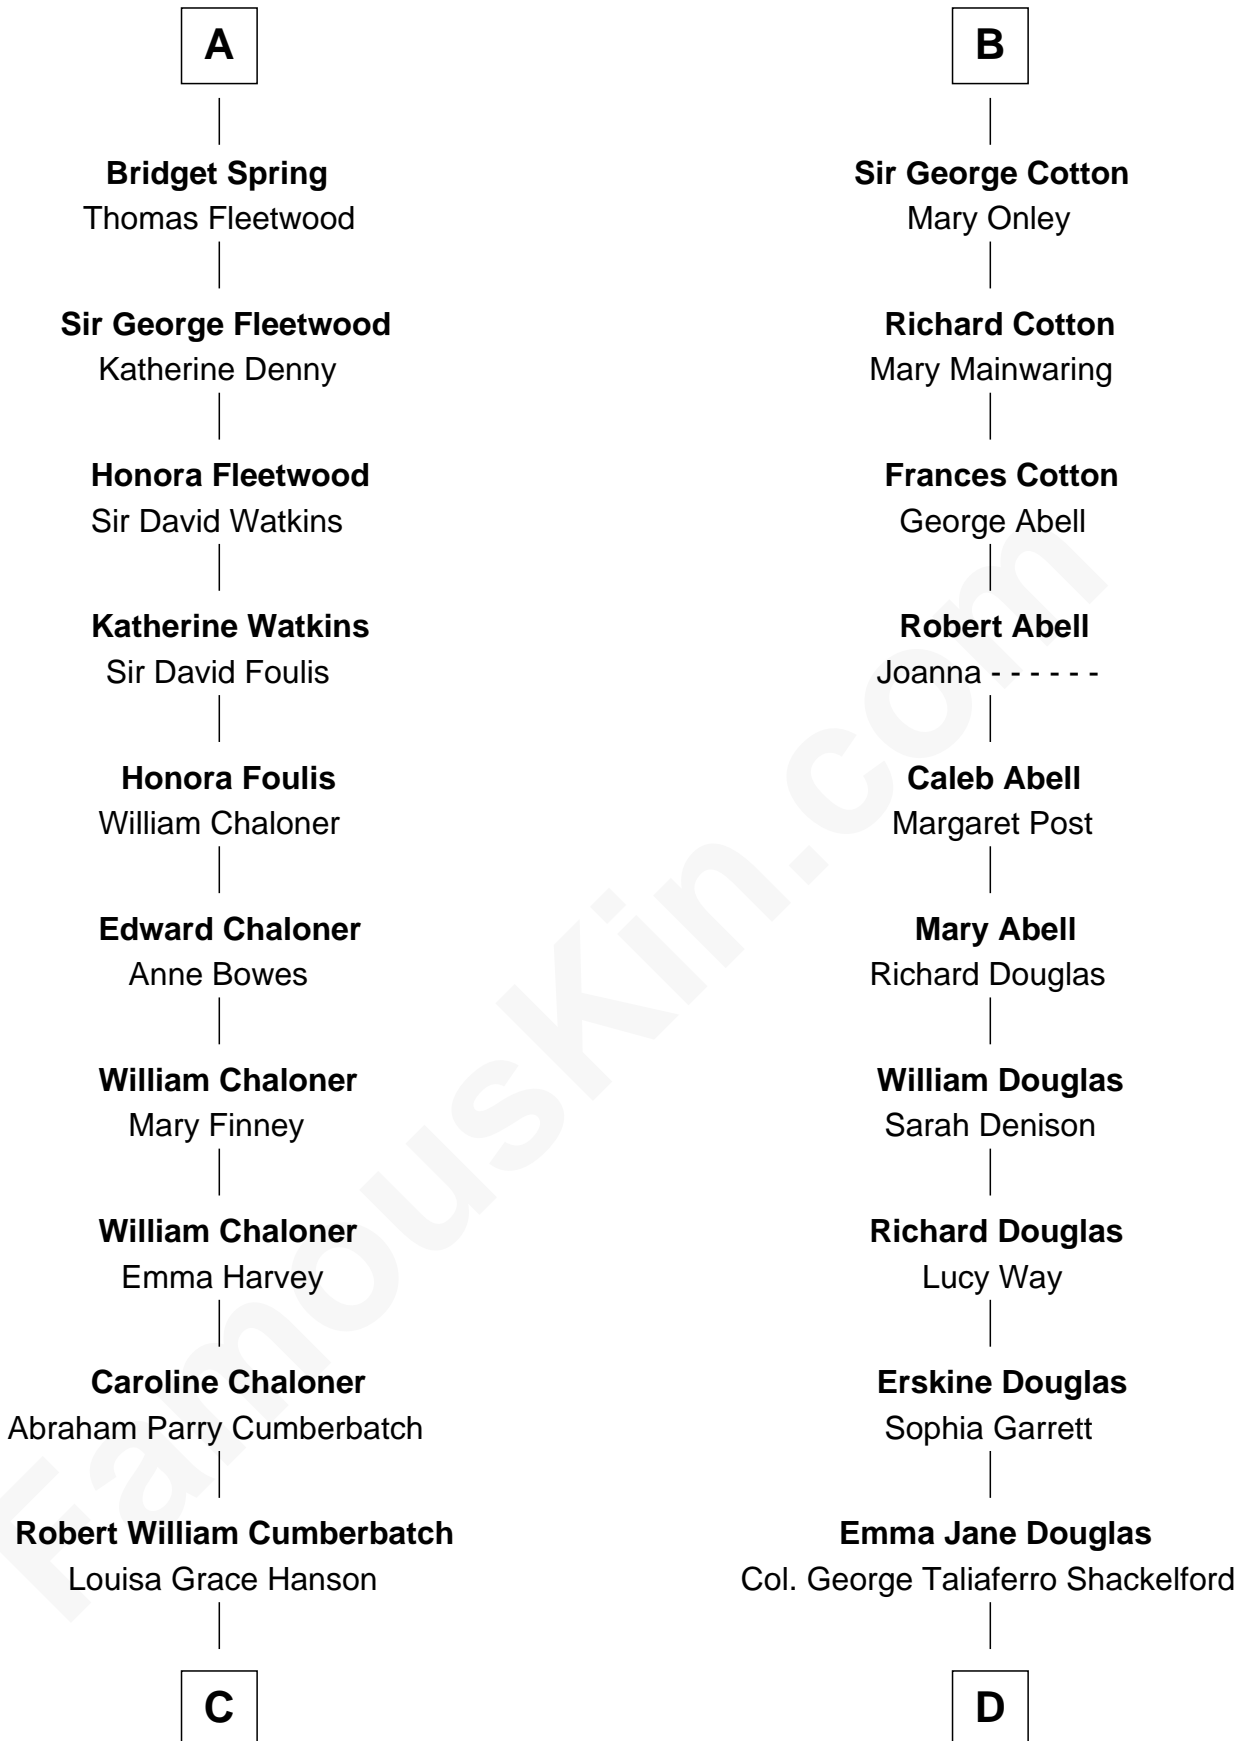 A
Bridget Spring
Thomas Fleetwood
Sir George Fleetwood
Katherine Denny
Honora Fleetwood
Sir David Watkins
Katherine Watkins
Sir David Foulis
Honora Foulis
William Chaloner
Edward Chaloner
Anne Bowes
William Chaloner
Mary Finney
William Chaloner
Emma Harvey
Caroline Chaloner
Abraham Parry Cumberbatch
Robert William Cumberbatch
Louisa Grace Hanson
C
B
Sir George Cotton
Mary Onley
Richard Cotton
Mary Mainwaring
Frances Cotton
George Abell
Robert Abell
Joanna - - - - - -
Caleb Abell
Margaret Post
Mary Abell
Richard Douglas
William Douglas
Sarah Denison
Richard Douglas
Lucy Way
Erskine Douglas
Sophia Garrett
Emma Jane Douglas
Col. George Taliaferro Shackelford
D
FamousKin.com